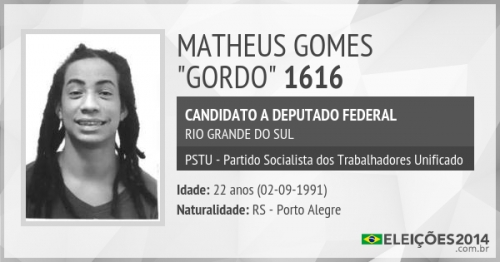 MATHEUS GOMES
"GORDO" 1616
CANDIDATO A DEPUTADO FEDERAL
RIO GRANDE DO SUL
PSTU - Partido Socialista dos Trabalhadores Unificado
Idade: 22 anos (02-09-1991)
Naturalidade: RS - Porto Alegre
ELEIÇÕES2014
.com.br